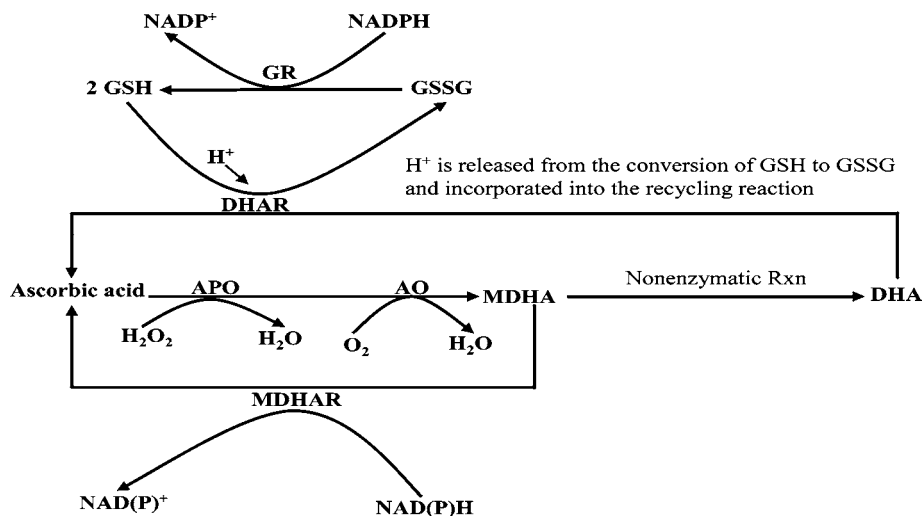 NADP⁺ NADPH
GR
2 GSH GSSG
H⁺
H⁺ is released from the conversion of GSH to GSSG
and incorporated into the recycling reaction
DHAR
Ascorbic acid APO AO MDHA Nonenzymatic Rxn DHA
H₂O₂ H₂O O₂ H₂O
MDHAR
NAD(P)⁺ NAD(P)H